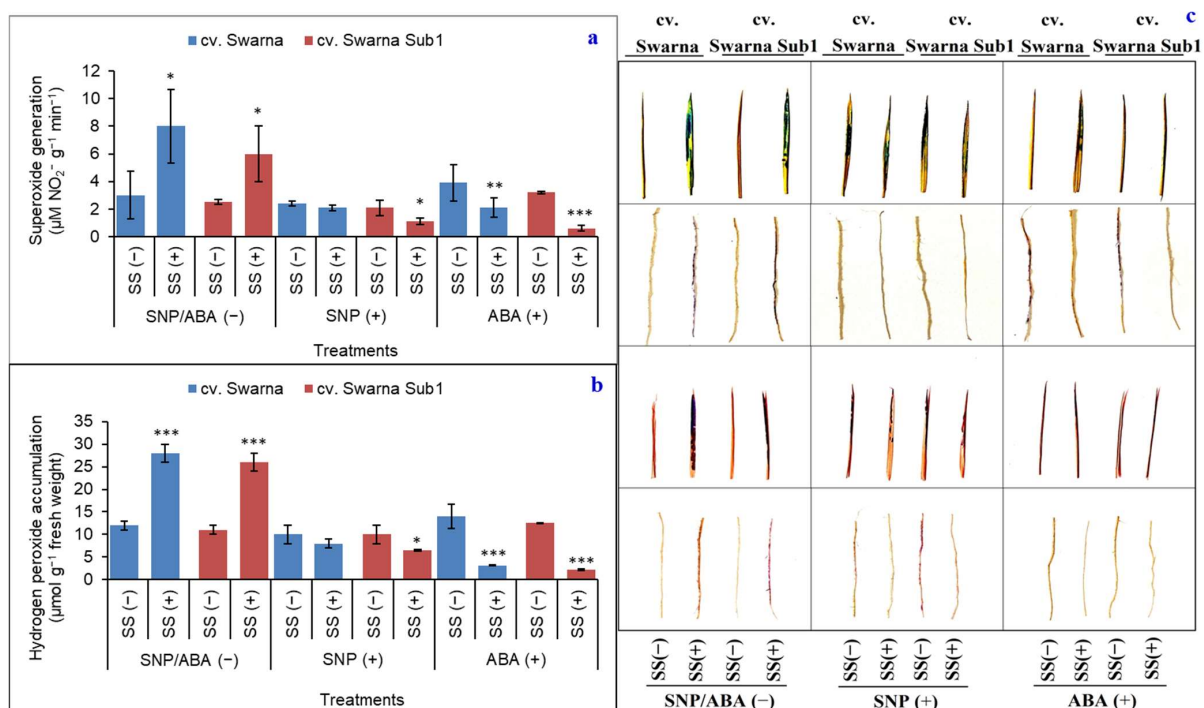 cv. Swarna cv. Swarna Sub1
a
Superoxide generation
(µM NO₂⁻ g⁻¹ min⁻¹)
12
10
8
6
4
2
0
* * * ** ***
SS (−) SS (+) SS (−) SS (+) SS (−) SS (+) SS (−) SS (+) SS (−) SS (+) SS (−) SS (+)
SNP/ABA (−) SNP (+) ABA (+)
Treatments
cv. Swarna cv. Swarna Sub1
b
Hydrogen peroxide accumulation
(µmol g⁻¹ fresh weight)
35
30
25
20
15
10
5
0
*** *** * *** ***
SS (−) SS (+) SS (−) SS (+) SS (−) SS (+) SS (−) SS (+) SS (−) SS (+) SS (−) SS (+)
SNP/ABA (−) SNP (+) ABA (+)
Treatments
c
cv. cv. cv. cv. cv. cv.
Swarna Swarna Sub1 Swarna Swarna Sub1 Swarna Swarna Sub1
SS(−) SS(+) SS(−) SS(+) SS(−) SS(+) SS(−) SS(+) SS(−) SS(+) SS(−) SS(+)
SNP/ABA (−) SNP (+) ABA (+)